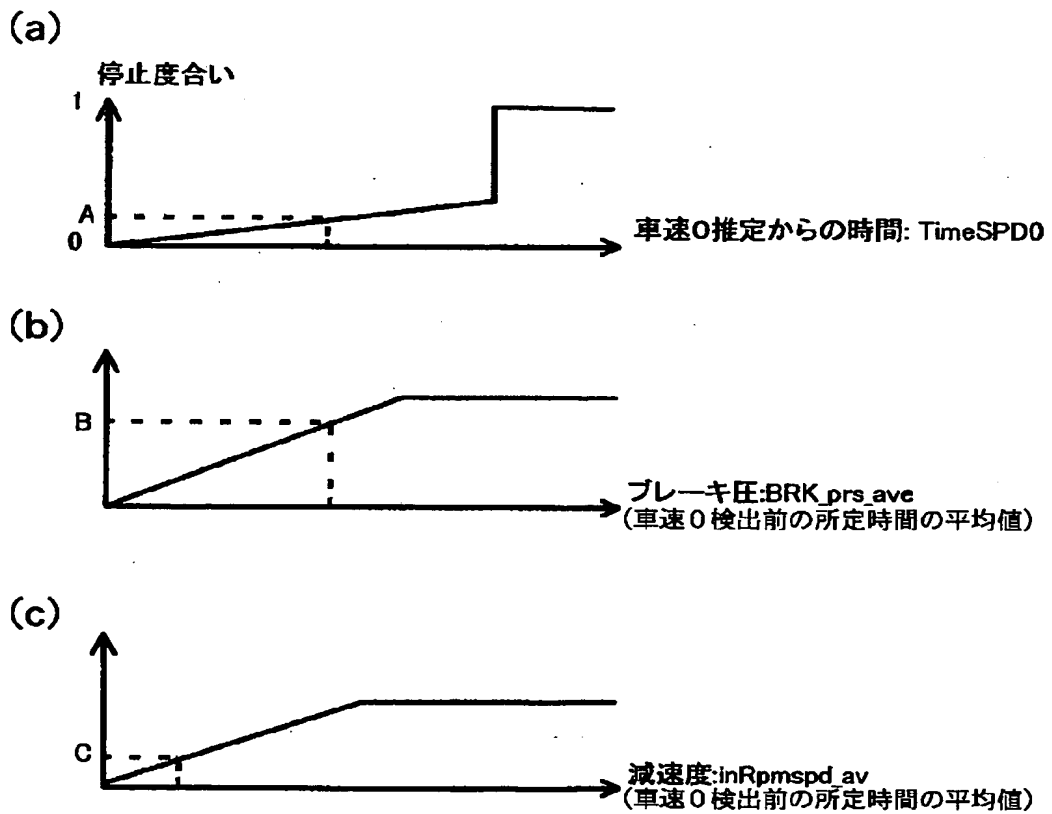 (a)
停止度合い
1
A
0
車速0推定からの時間: TimeSPD0
(b)
B
ブレーキ圧:BRK_prs_ave
(車速0検出前の所定時間の平均値)
(c)
C
減速度:inRpmspd_av
(車速0検出前の所定時間の平均値)